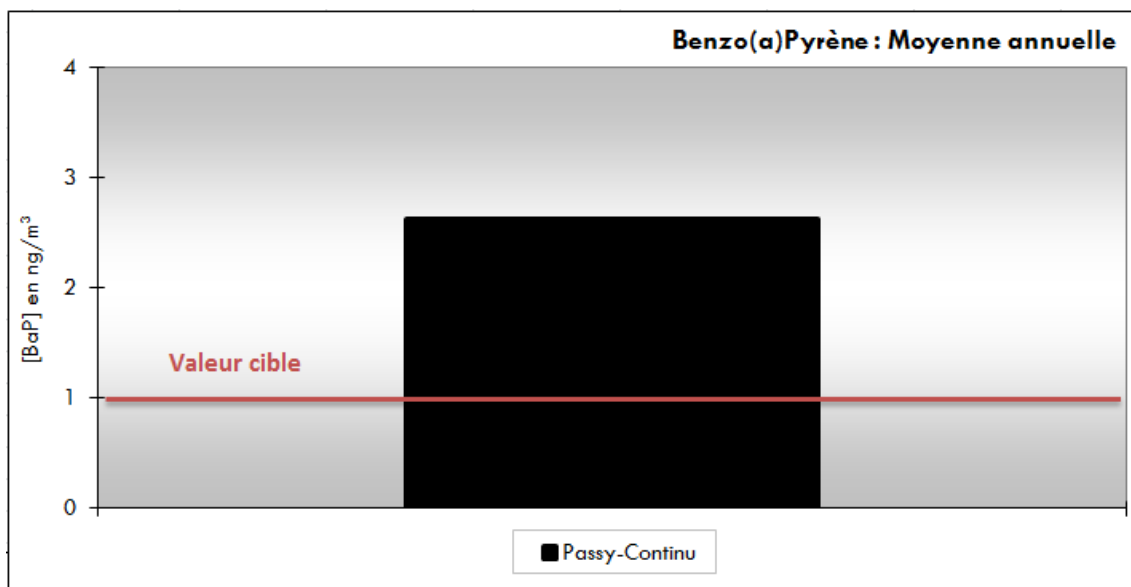 Benzo(a)Pyrène : Moyenne annuelle
4
3
2
1
0
[BaP] en ng/m³
Valeur cible
Passy-Continu